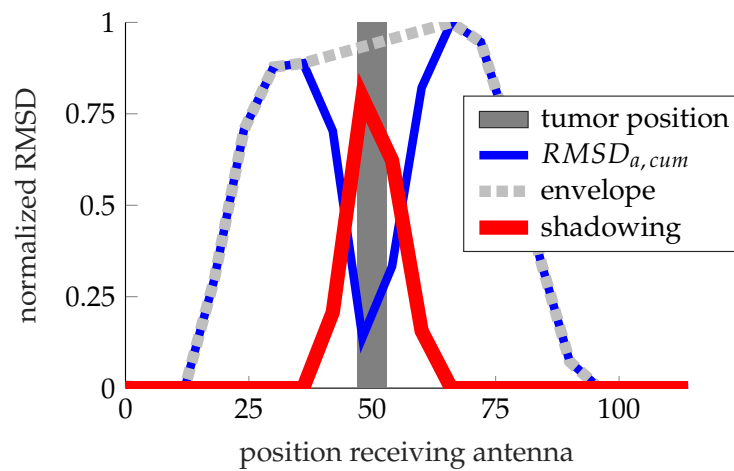 1
0.75
0.5
0.25
0
normalized RMSD
tumor position
RMSD_{a, cum}
envelope
shadowing
0 25 50 75 100
position receiving antenna